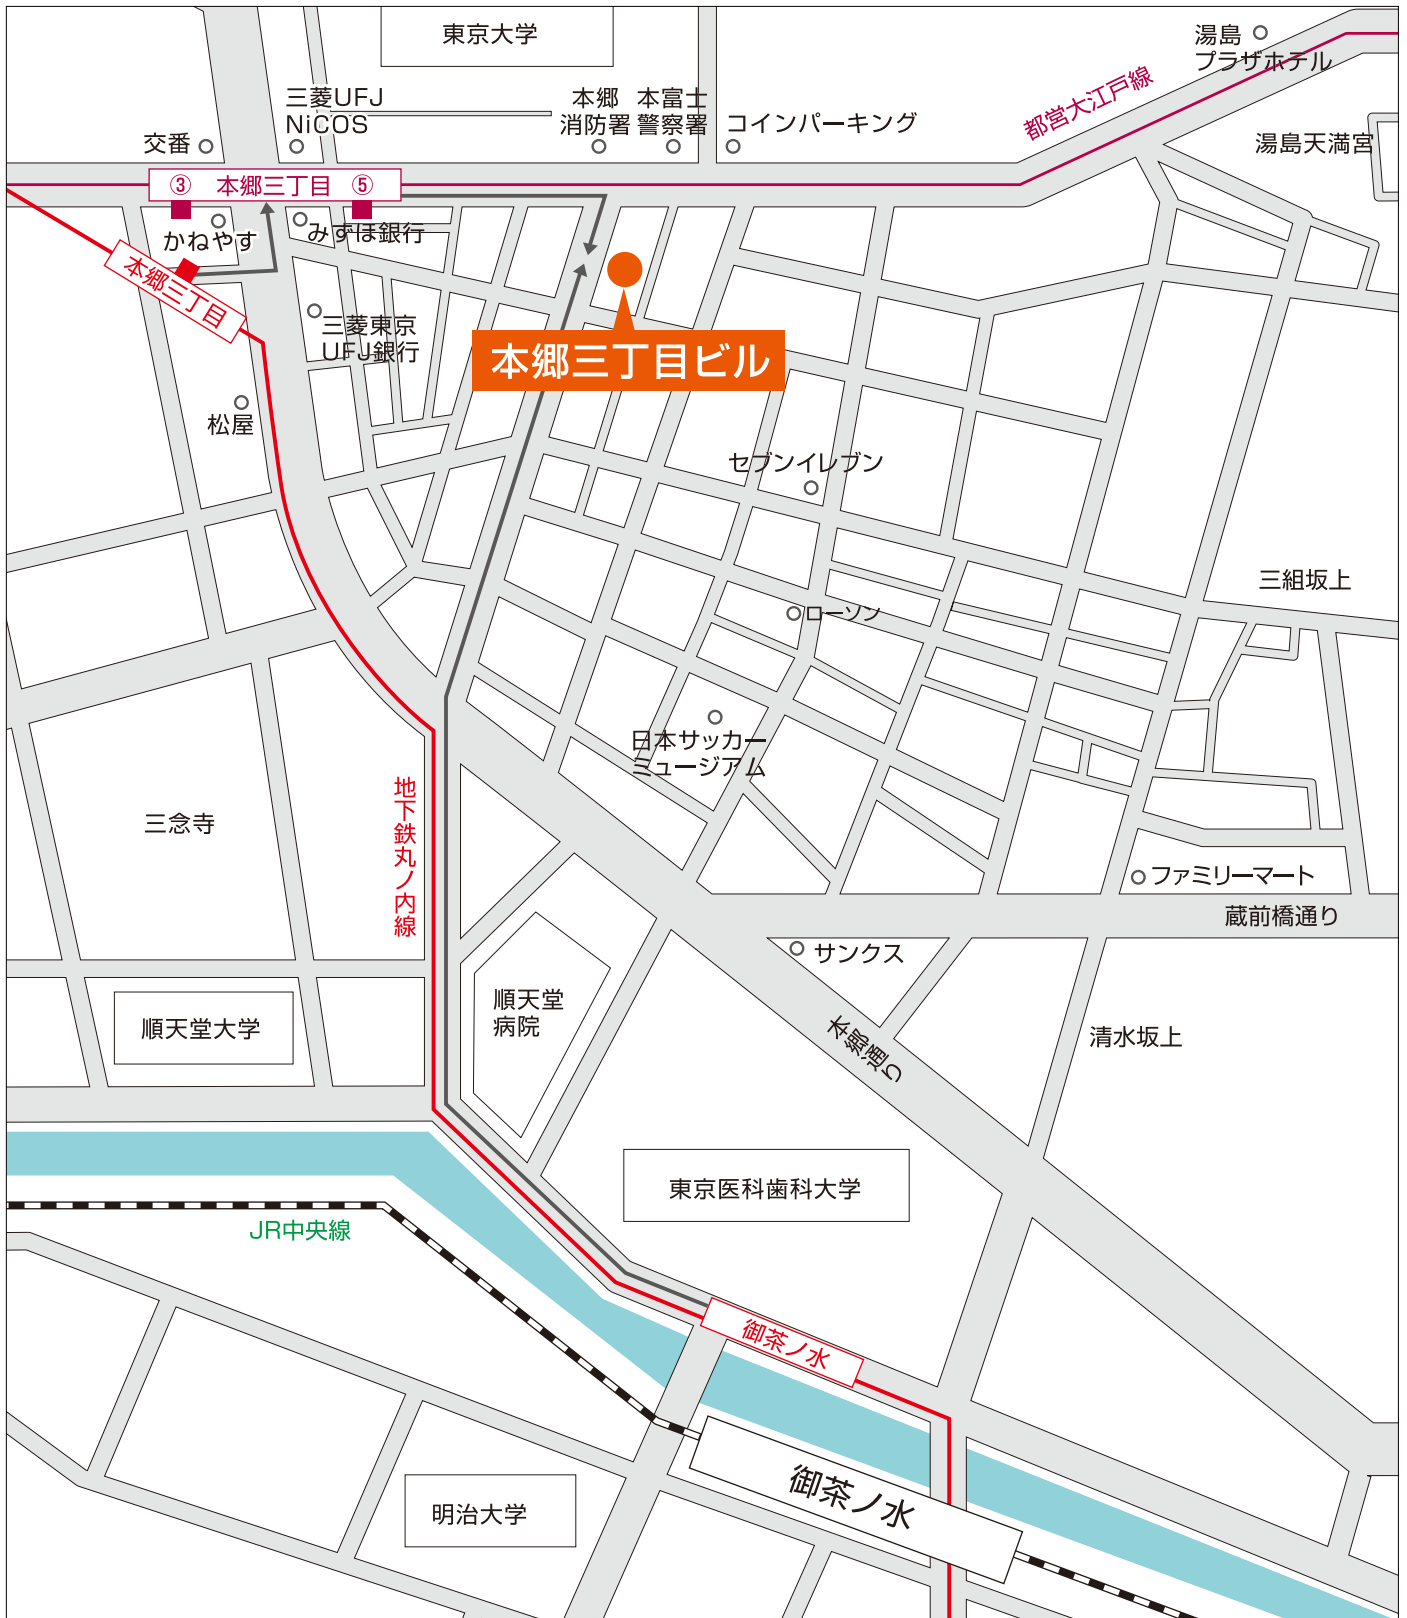 東京大学
湯島
プラザホテル
三菱UFJ
NiCOS
本郷
消防署
本富士
警察署
コインパーキング
都営大江戸線
交番
湯島天満宮
③ 本郷三丁目 ⑤
かねやす
みずほ銀行
本郷三丁目
三菱東京
UFJ銀行
本郷三丁目ビル
松屋
セブンイレブン
三組坂上
ローソン
日本サッカー
ミュージアム
地下鉄丸ノ内線
三念寺
ファミリーマート
蔵前橋通り
サンクス
順天堂
病院
順天堂大学
本郷通り
清水坂上
東京医科歯科大学
JR中央線
御茶ノ水
御茶ノ水
明治大学